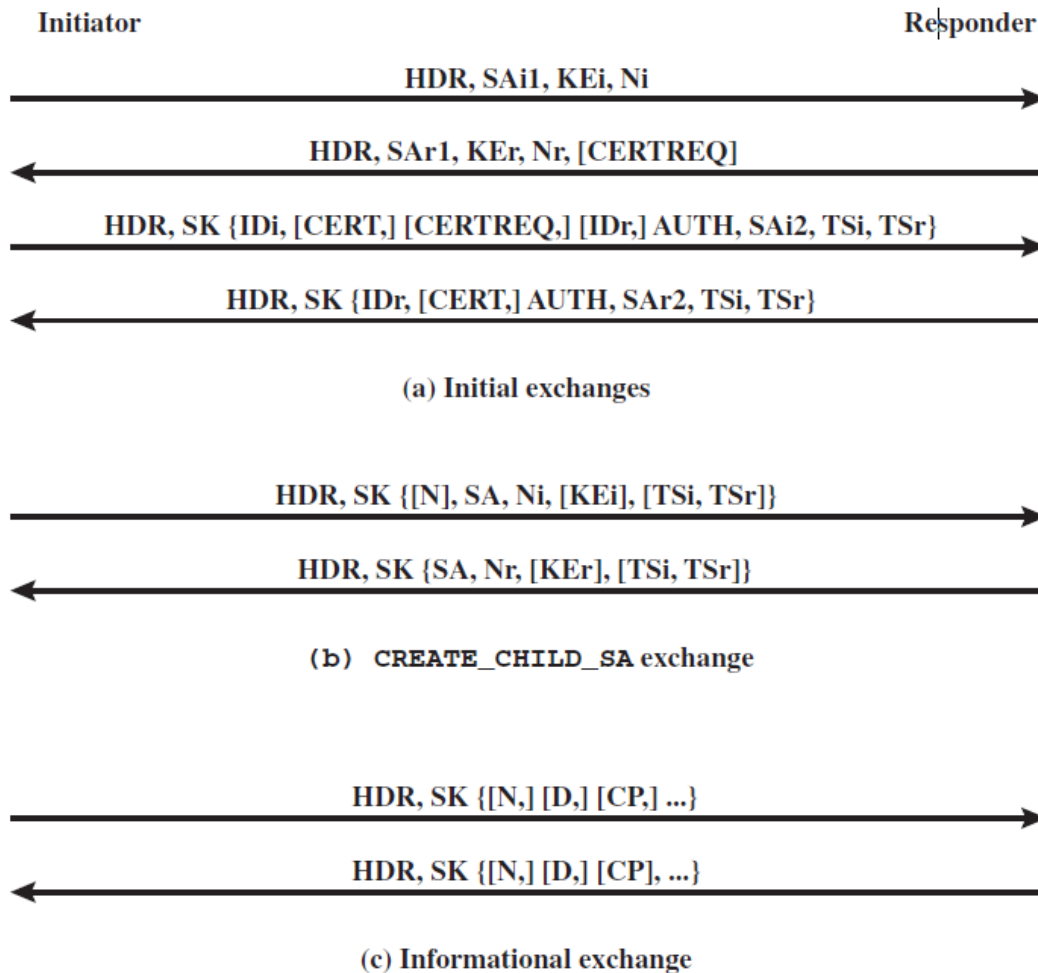 Initiator Responder
HDR, SAi1, KEi, Ni
HDR, SAr1, KEr, Nr, [CERTREQ]
HDR, SK {IDi, [CERT,] [CERTREQ,] [IDr,] AUTH, SAi2, TSi, TSr}
HDR, SK {IDr, [CERT,] AUTH, SAr2, TSi, TSr}
(a) Initial exchanges
HDR, SK {[N], SA, Ni, [KEi], [TSi, TSr]}
HDR, SK {SA, Nr, [KEr], [TSi, TSr]}
(b) CREATE_CHILD_SA exchange
HDR, SK {[N,] [D,] [CP,] ...}
HDR, SK {[N,] [D,] [CP], ...}
(c) Informational exchange